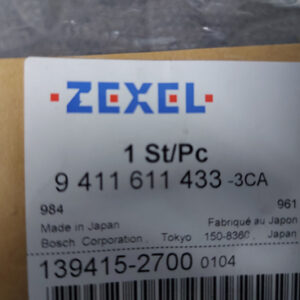 ZEXEL
1 St/Pc
9 411 611 433 -3CA
984 961
Made in Japan Fabriqué au Japon
Bosch Corporation, Tokyo 150-8360, Japan
139415-2700 0104